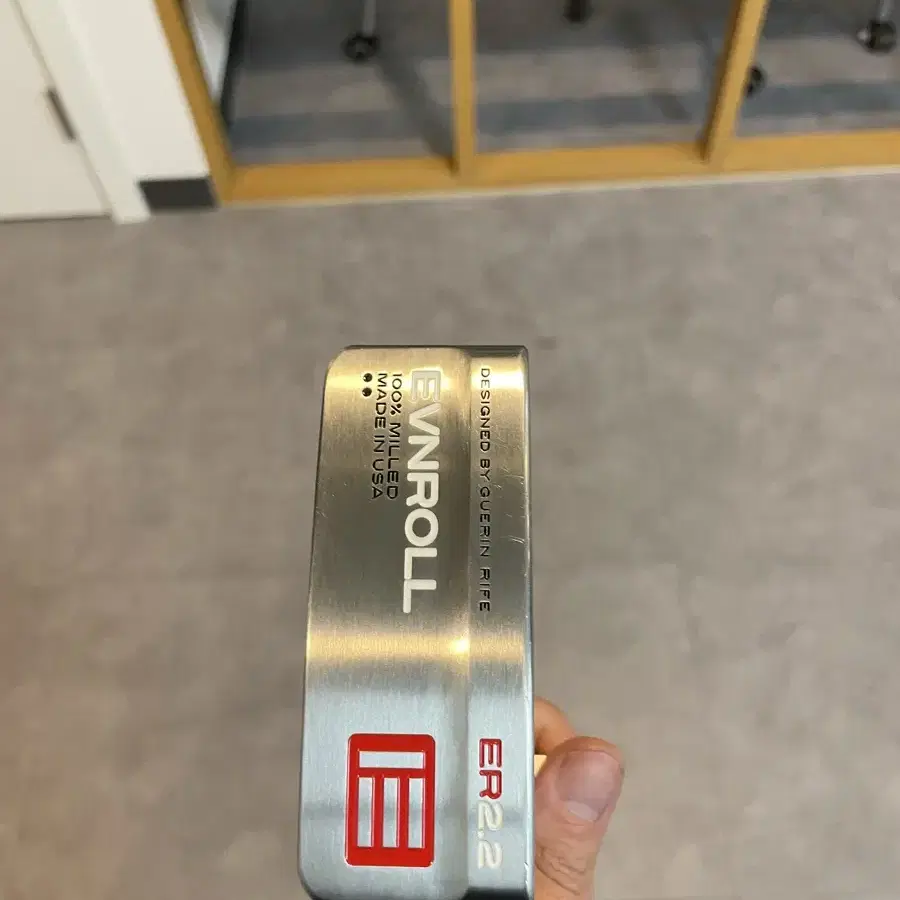 DESIGNED BY GUERIN RIFE
ER2.2
EVNROLL
100% MILLED
MADE IN USA
E